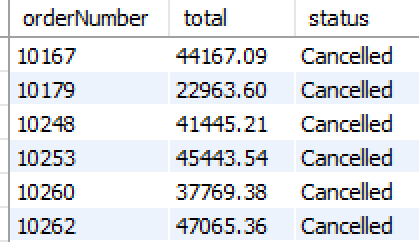 orderNumber total status
10167 44167.09 Cancelled
10179 22963.60 Cancelled
10248 41445.21 Cancelled
10253 45443.54 Cancelled
10260 37769.38 Cancelled
10262 47065.36 Cancelled